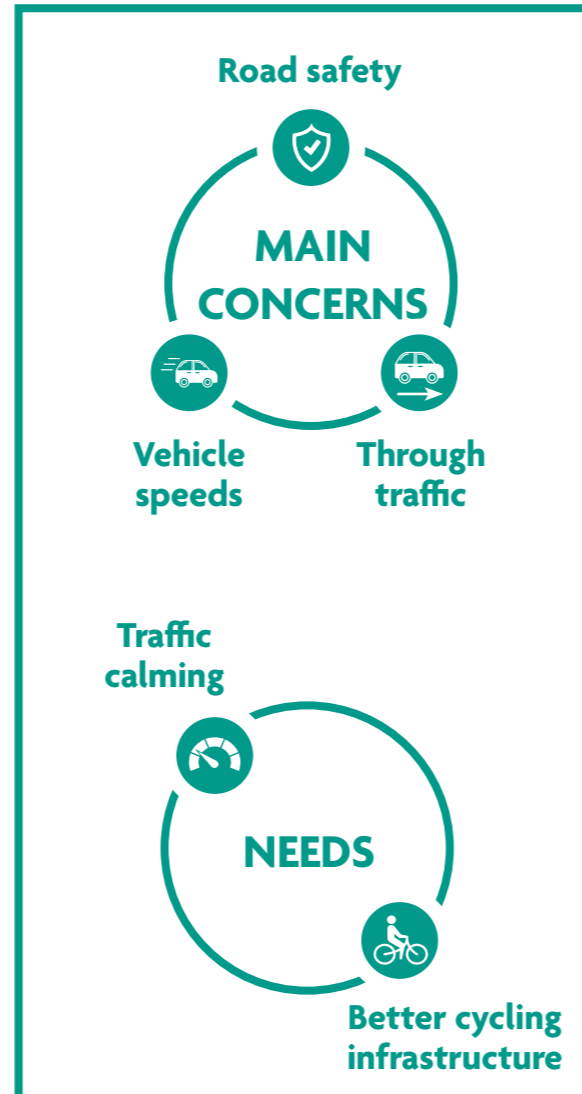 Road safety
MAIN
CONCERNS
Vehicle
speeds
Through
traffic
Traffic
calming
NEEDS
Better cycling
infrastructure